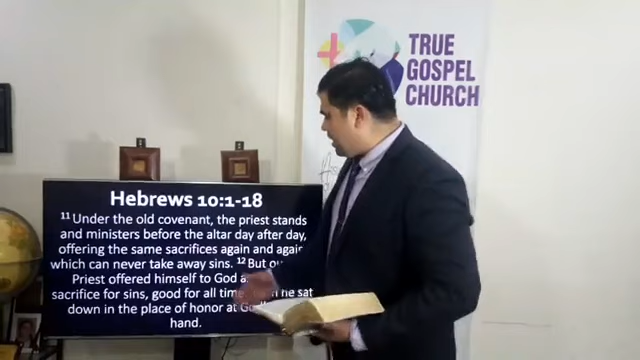 TRUE
GOSPEL
CHURCH
Hebrews 10:1-18
11 Under the old covenant, the priest stands
and ministers before the altar day after day,
offering the same sacrifices again and again,
which can never take away sins. 12 But
Priest offered himself to God
sacrifice for sins, good for all time. he sat
down in the place of honor at
hand.